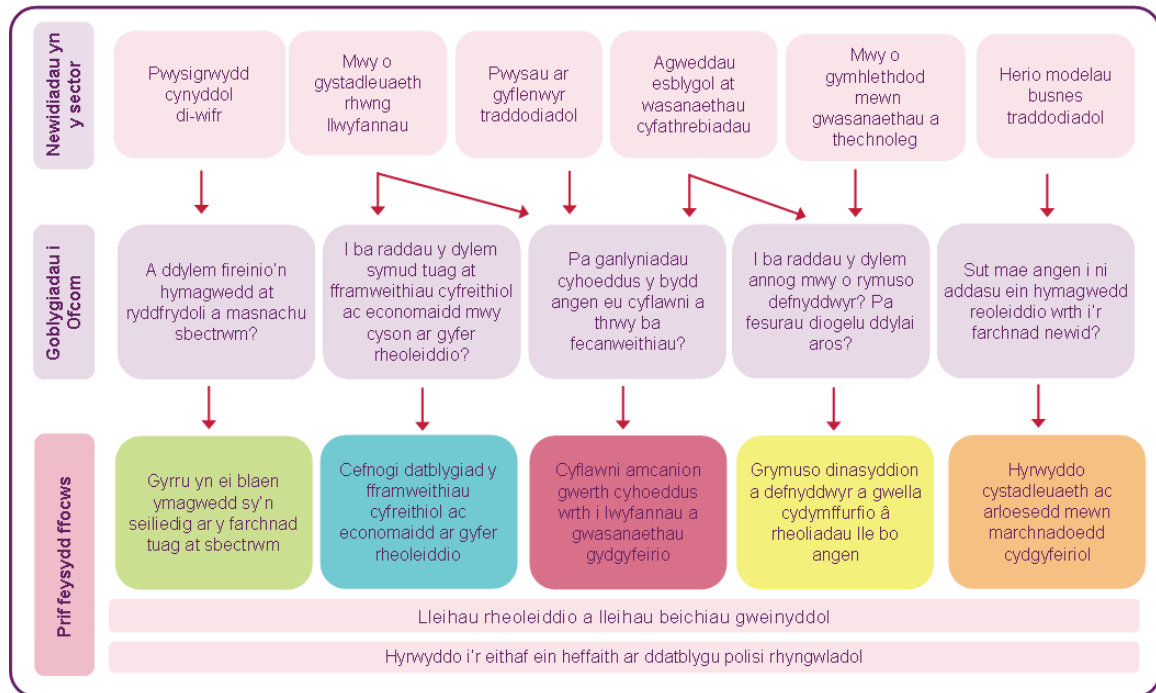 Newidiadau yn
y sector
Pwysigrwydd
cynyddol
di-wifr
Mwy o
gystadleuaeth
rhwng
llwyfannau
Pwysau ar
gyflenwyr
traddodiadol
Agweddau
esblygol at
wasanaethau
cyfathrebiadau
Mwy o
gymhlethdod
mewn
gwasanaethau a
thechnoleg
Herio modelau
busnes
traddodiadol
Goblygiadau i
Ofcom
A ddylem fireinio'n
hymagwedd at
ryddfrydoli a masnachu
sbectrwm?
I ba raddau y dylem
symud tuag at
fframweithiau cyfreithiol
ac economaidd mwy
cyson ar gyfer
rheoleiddio?
Pa ganlyniadau
cyhoeddus y bydd
angen eu cyflawni a
thrwy ba
fecanweithiau?
I ba raddau y dylem
annog mwy o rymuso
defnyddwyr? Pa
fesurau diogelu ddylai
aros?
Sut mae angen i ni
addasu ein hymagwedd
reoleiddio wrth i'r
farchnad newid?
Prif feysydd ffocws
Gyrru yn ei blaen
ymagwedd sy'n
seiliedig ar y farchnad
tuag at sbectrwm
Cefnogi datblygiad y
fframweithiau
cyfreithiol ac
economaidd ar gyfer
rheoleiddio
Cyflawni amcanion
gwerth cyhoeddus
wrth i lwyfannau a
gwasanaethau
gydgyfeirio
Grymuso dinasyddion
a defnyddwyr a gwella
cydymffurfio â
rheoliadau lle bo
angen
Hyrwyddo
cystadleuaeth ac
arloesedd mewn
marchnadoedd
cydgyfeiriol
Lleihau rheoleiddio a lleihau beichiau gweinyddol
Hyrwyddo i'r eithaf ein heffaith ar ddatblygu polisi rhyngwladol